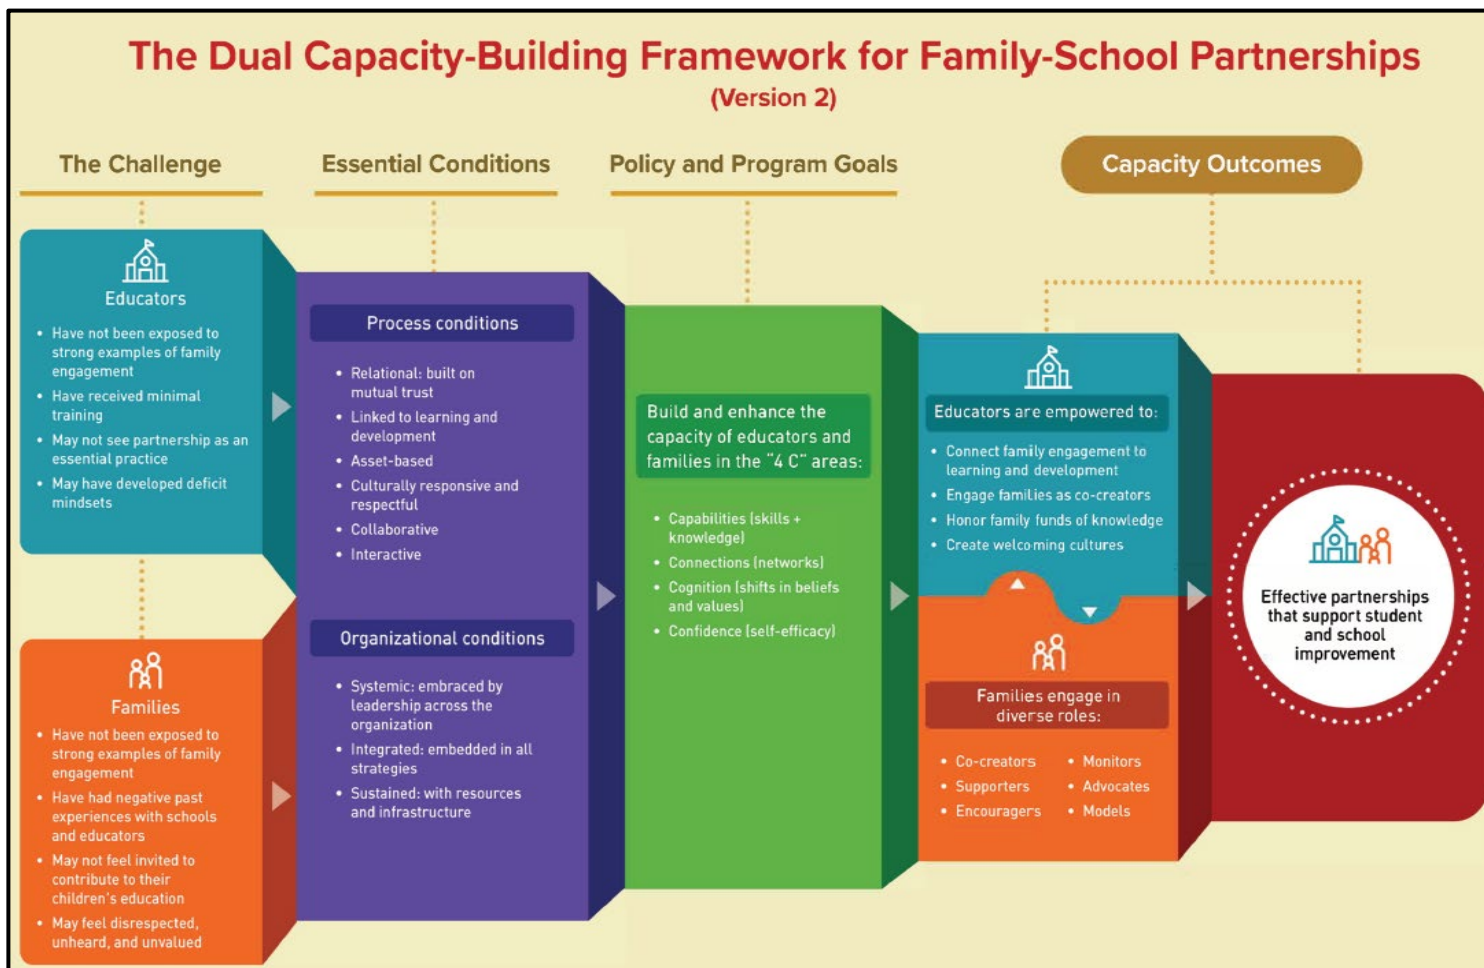 The Dual Capacity-Building Framework for Family-School Partnerships
(Version 2)
The Challenge
Essential Conditions
Policy and Program Goals
Capacity Outcomes
Educators
• Have not been exposed to
strong examples of family
engagement
• Have received minimal
training
• May not see partnership as an
essential practice
• May have developed deficit
mindsets
Families
• Have not been exposed to
strong examples of family
engagement
• Have had negative past
experiences with schools
and educators
• May not feel invited to
contribute to their
children's education
• May feel disrespected,
unheard, and unvalued
Process conditions
• Relational: built on
mutual trust
• Linked to learning and
development
• Asset-based
• Culturally responsive and
respectful
• Collaborative
• Interactive
Organizational conditions
• Systemic: embraced by
leadership across the
organization
• Integrated: embedded in all
strategies
• Sustained: with resources
and infrastructure
Build and enhance the
capacity of educators and
families in the "4 C" areas:
• Capabilities (skills +
knowledge)
• Connections (networks)
• Cognition (shifts in beliefs
and values)
• Confidence (self-efficacy)
Educators are empowered to:
• Connect family engagement to
learning and development
• Engage families as co-creators
• Honor family funds of knowledge
• Create welcoming cultures
Families engage in
diverse roles:
• Co-creators
• Supporters
• Encouragers
• Monitors
• Advocates
• Models
Effective partnerships
that support student
and school
improvement